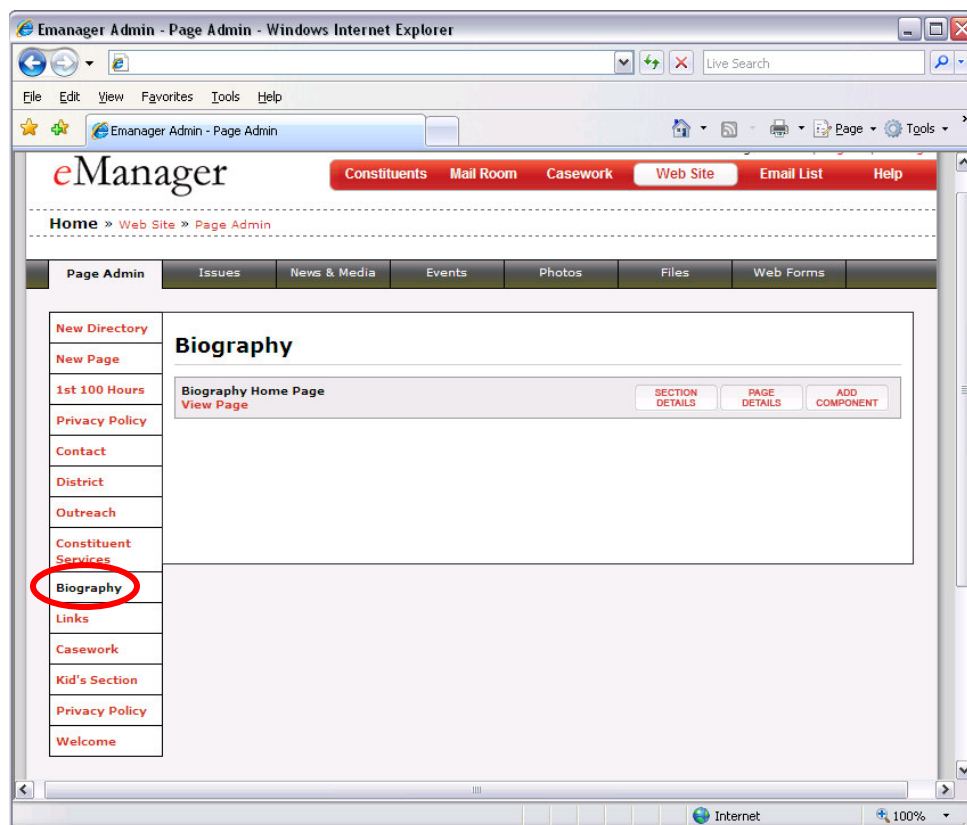 Emanager Admin - Page Admin - Windows Internet Explorer
Live Search
File Edit View Favorites Tools Help
Emanager Admin - Page Admin
Page Tools
eManager
Constituents Mail Room Casework Web Site Email List Help
Home » Web Site » Page Admin
Page Admin Issues News & Media Events Photos Files Web Forms
New Directory
New Page
1st 100 Hours
Privacy Policy
Contact
District
Outreach
Constituent
Services
Biography
Links
Casework
Kid's Section
Privacy Policy
Welcome
Biography
Biography Home Page
View Page
SECTION
DETAILS
PAGE
DETAILS
ADD
COMPONENT
Internet 100%